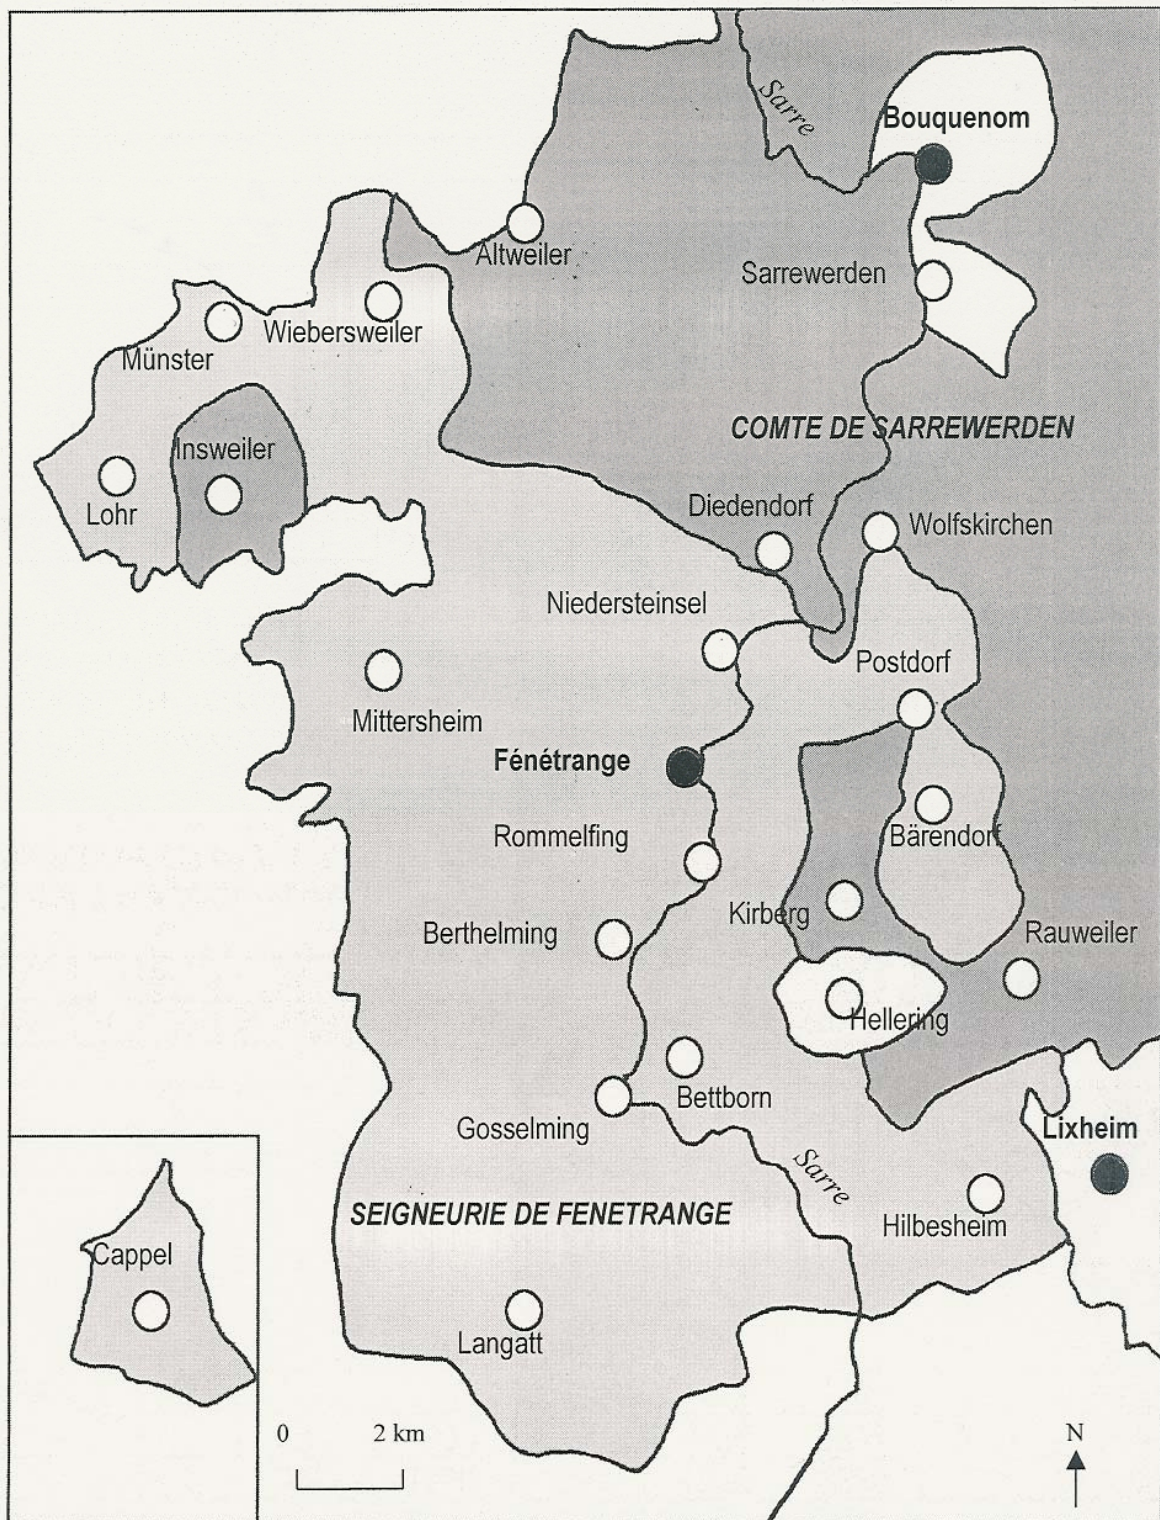 Sarre
Bouquenom
Altweiler
Sarrewerden
Wiebersweiler
Münster
COMTE DE SARREWERDEN
Insweiler
Lohr
Diedendorf
Wolfskirchen
Niedersteinsel
Postdorf
Mittersheim
Fénétrange
Rommelfing
Bärendorf
Kirberg
Berthelming
Rauweiler
Hellering
Bettborn
Gosselming
Lixheim
Sarre
SEIGNEURIE DE FENETRANGE
Hilbesheim
Cappel
Langatt
0 2 km
N